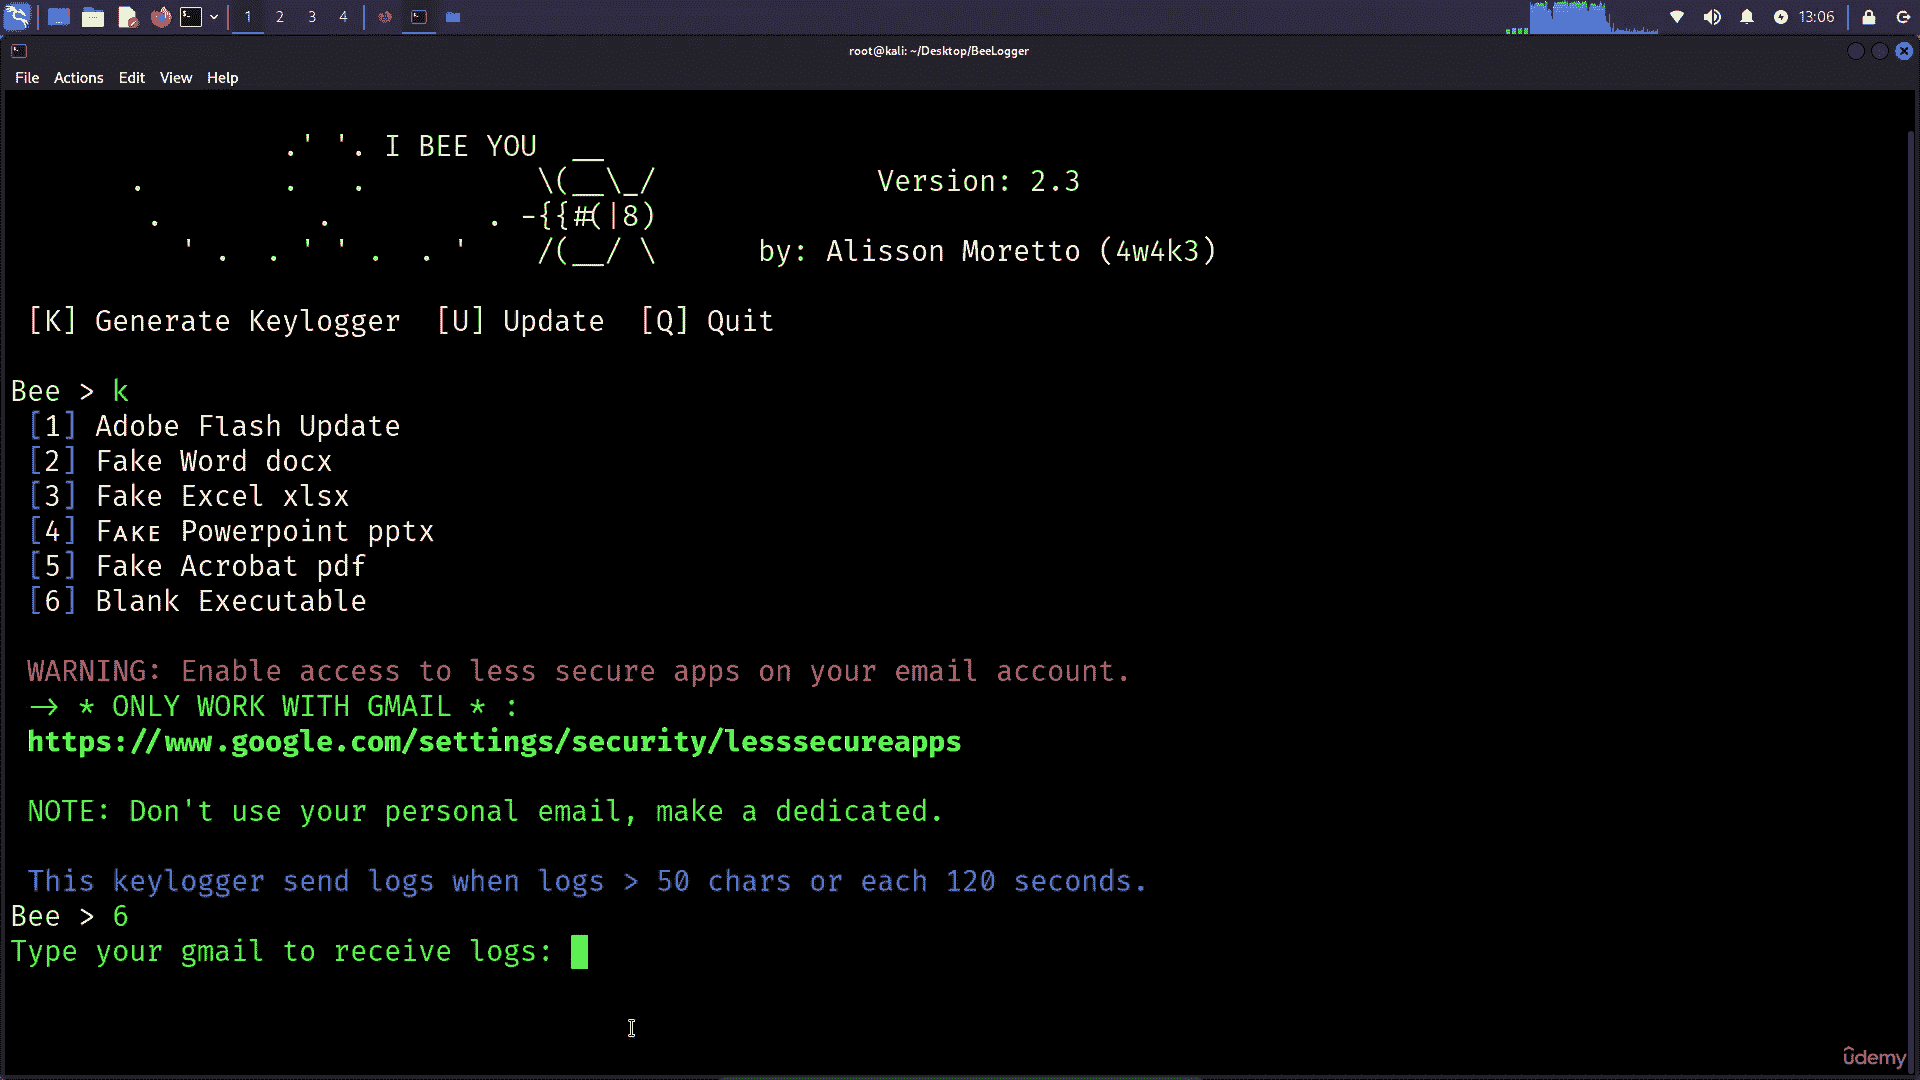 1 2 3 4 13:06
root@kali: ~/Desktop/BeeLogger
File Actions Edit View Help
.' '. I BEE YOU __
. . . \(__\_/ Version: 2.3
. . . -{{#(|8)
' . . ' ' . . ' /(__/ \ by: Alisson Moretto (4w4k3)
[K] Generate Keylogger [U] Update [Q] Quit
Bee > k
[1] Adobe Flash Update
[2] Fake Word docx
[3] Fake Excel xlsx
[4] Fᴀᴋᴇ Powerpoint pptx
[5] Fake Acrobat pdf
[6] Blank Executable
WARNING: Enable access to less secure apps on your email account.
-> * ONLY WORK WITH GMAIL * :
https://www.google.com/settings/security/lesssecureapps
NOTE: Don't use your personal email, make a dedicated.
This keylogger send logs when logs > 50 chars or each 120 seconds.
Bee > 6
Type your gmail to receive logs:
ûdemy